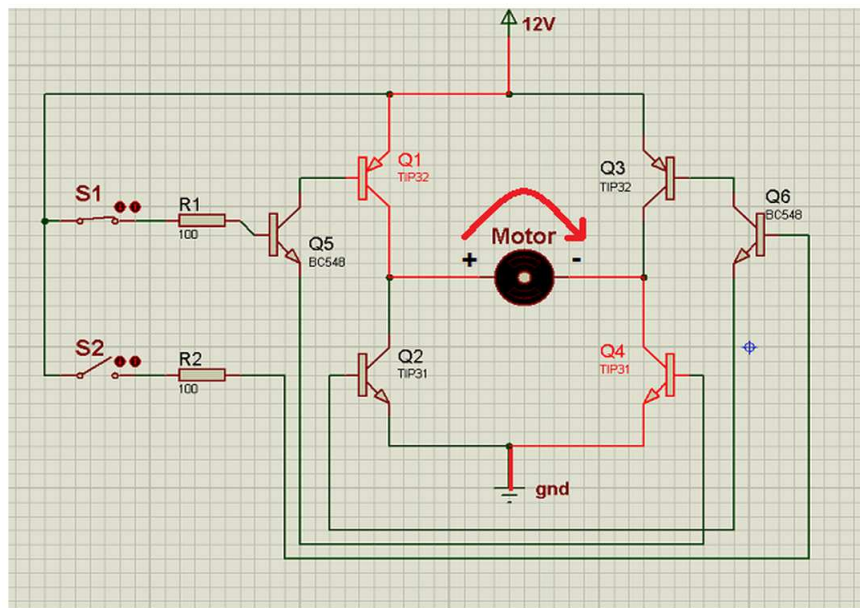 12V
S1
R1
100
Q5
BC548
Q1
TIP32
Q3
TIP32
Q6
BC548
Motor
+
-
S2
R2
100
Q2
TIP31
Q4
TIP31
gnd